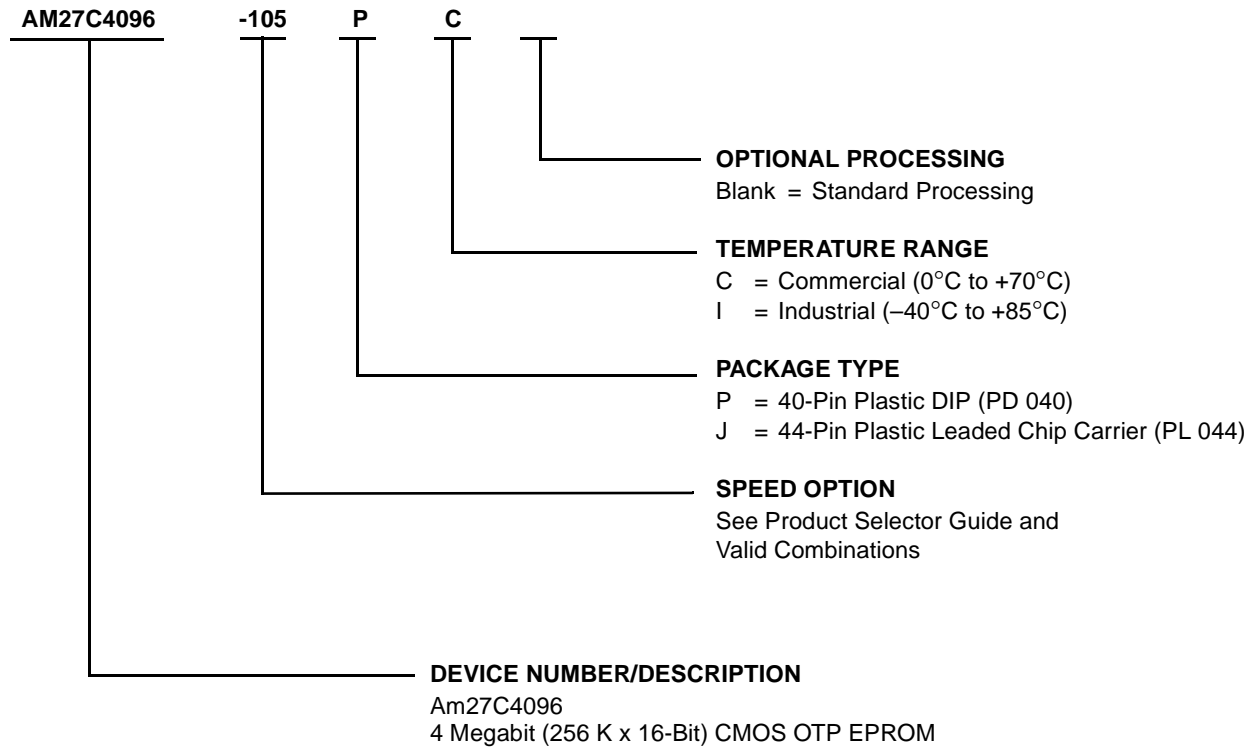 AM27C4096 -105 P C
OPTIONAL PROCESSING
Blank = Standard Processing
TEMPERATURE RANGE
C = Commercial (0°C to +70°C)
I = Industrial (–40°C to +85°C)
PACKAGE TYPE
P = 40-Pin Plastic DIP (PD 040)
J = 44-Pin Plastic Leaded Chip Carrier (PL 044)
SPEED OPTION
See Product Selector Guide and
Valid Combinations
DEVICE NUMBER/DESCRIPTION
Am27C4096
4 Megabit (256 K x 16-Bit) CMOS OTP EPROM